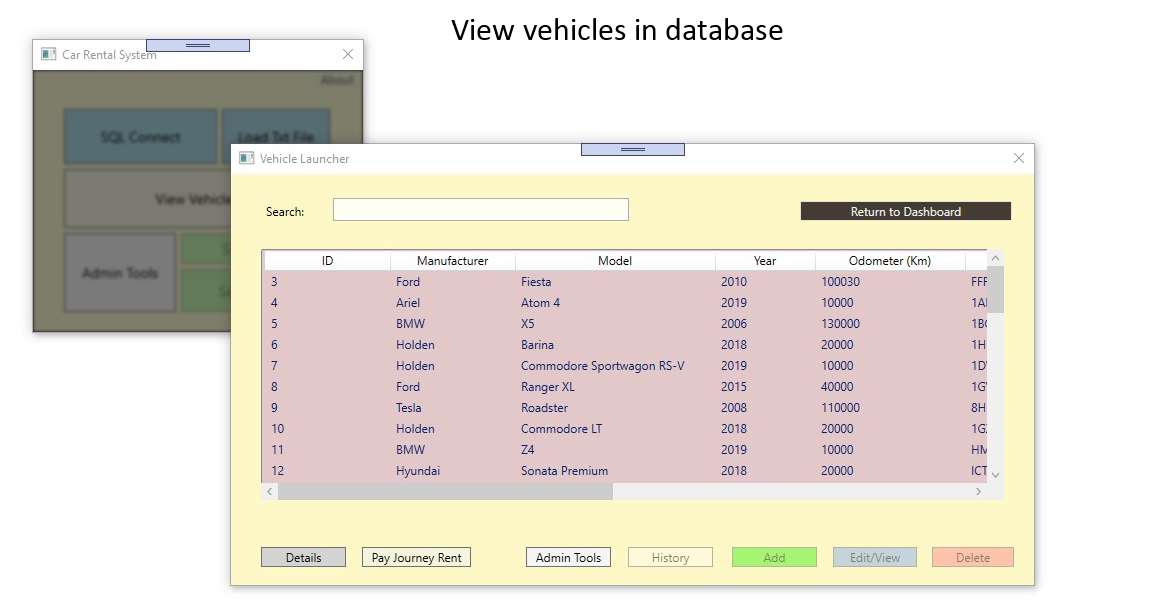 View vehicles in database
Car Rental System
About
SQL Connect
Load Txt File
View Vehicle
Admin Tools
Vehicle Launcher
Search:
Return to Dashboard
ID Manufacturer Model Year Odometer (Km)
3 Ford Fiesta 2010 100030 FFF
4 Ariel Atom 4 2019 10000
5 BMW X5 2006 130000
6 Holden Barina 2018 20000 1H
7 Holden Commodore Sportwagon RS-V 2019 10000
8 Ford Ranger XL 2015 40000
9 Tesla Roadster 2008 110000 8H
10 Holden Commodore LT 2018 20000
11 BMW Z4 2019 10000 HM
12 Hyundai Sonata Premium 2018 20000 ICT
Details
Pay Journey Rent
Admin Tools
History
Add
Edit/View
Delete